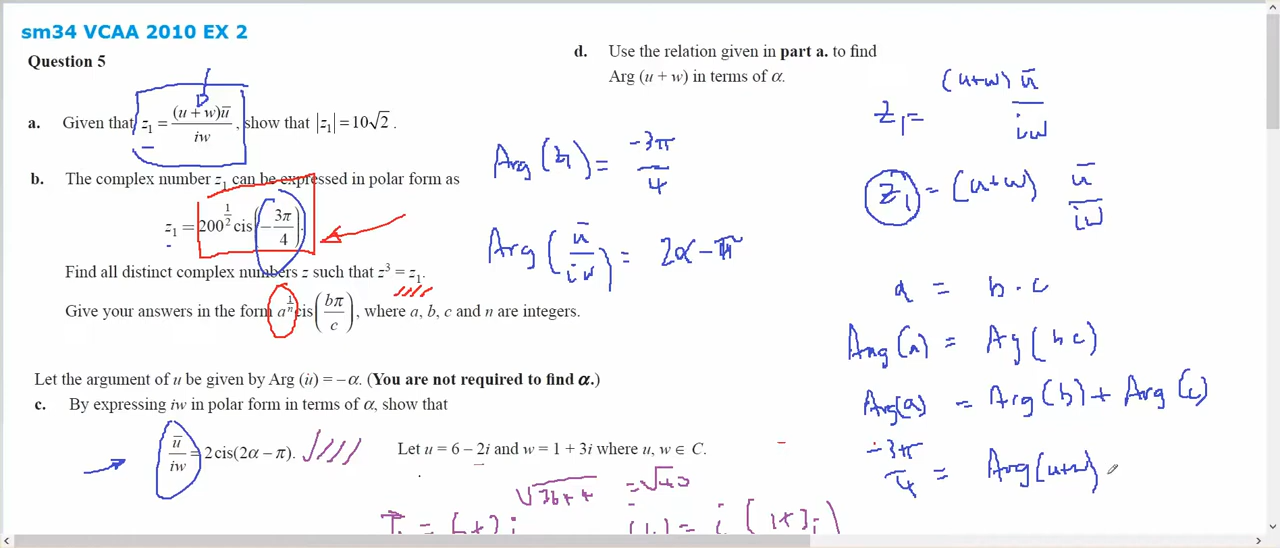 sm34 VCAA 2010 EX 2
Question 5
a. Given that z₁ = (u + w)ū / iw, show that |z₁| = 10√2.
b. The complex number z₁ can be expressed in polar form as
z₁ = 200^(1/2) cis(−3π/4).
Find all distinct complex numbers z such that z³ = z₁.
Give your answers in the form a^(1/n) cis(bπ/c), where a, b, c and n are integers.
Let the argument of u be given by Arg (u) = −α. (You are not required to find α.)
c. By expressing iw in polar form in terms of α, show that
ū/iw = 2cis(2α − π).
Let u = 6 − 2i and w = 1 + 3i where u, w ∈ C.
√36+4 = √40
= i(1+3i)
d. Use the relation given in part a. to find
Arg (u + w) in terms of α.
Arg(z₁) = −3π/4
Arg(ū/iw) = 2α − π
z₁ = (u+w) ū / iw
z₁ = (u+w) ū/iw
a = b · c
Arg(a) = Arg(bc)
Arg(a) = Arg(b) + Arg(c)
−3π/4 = Arg(u+w)